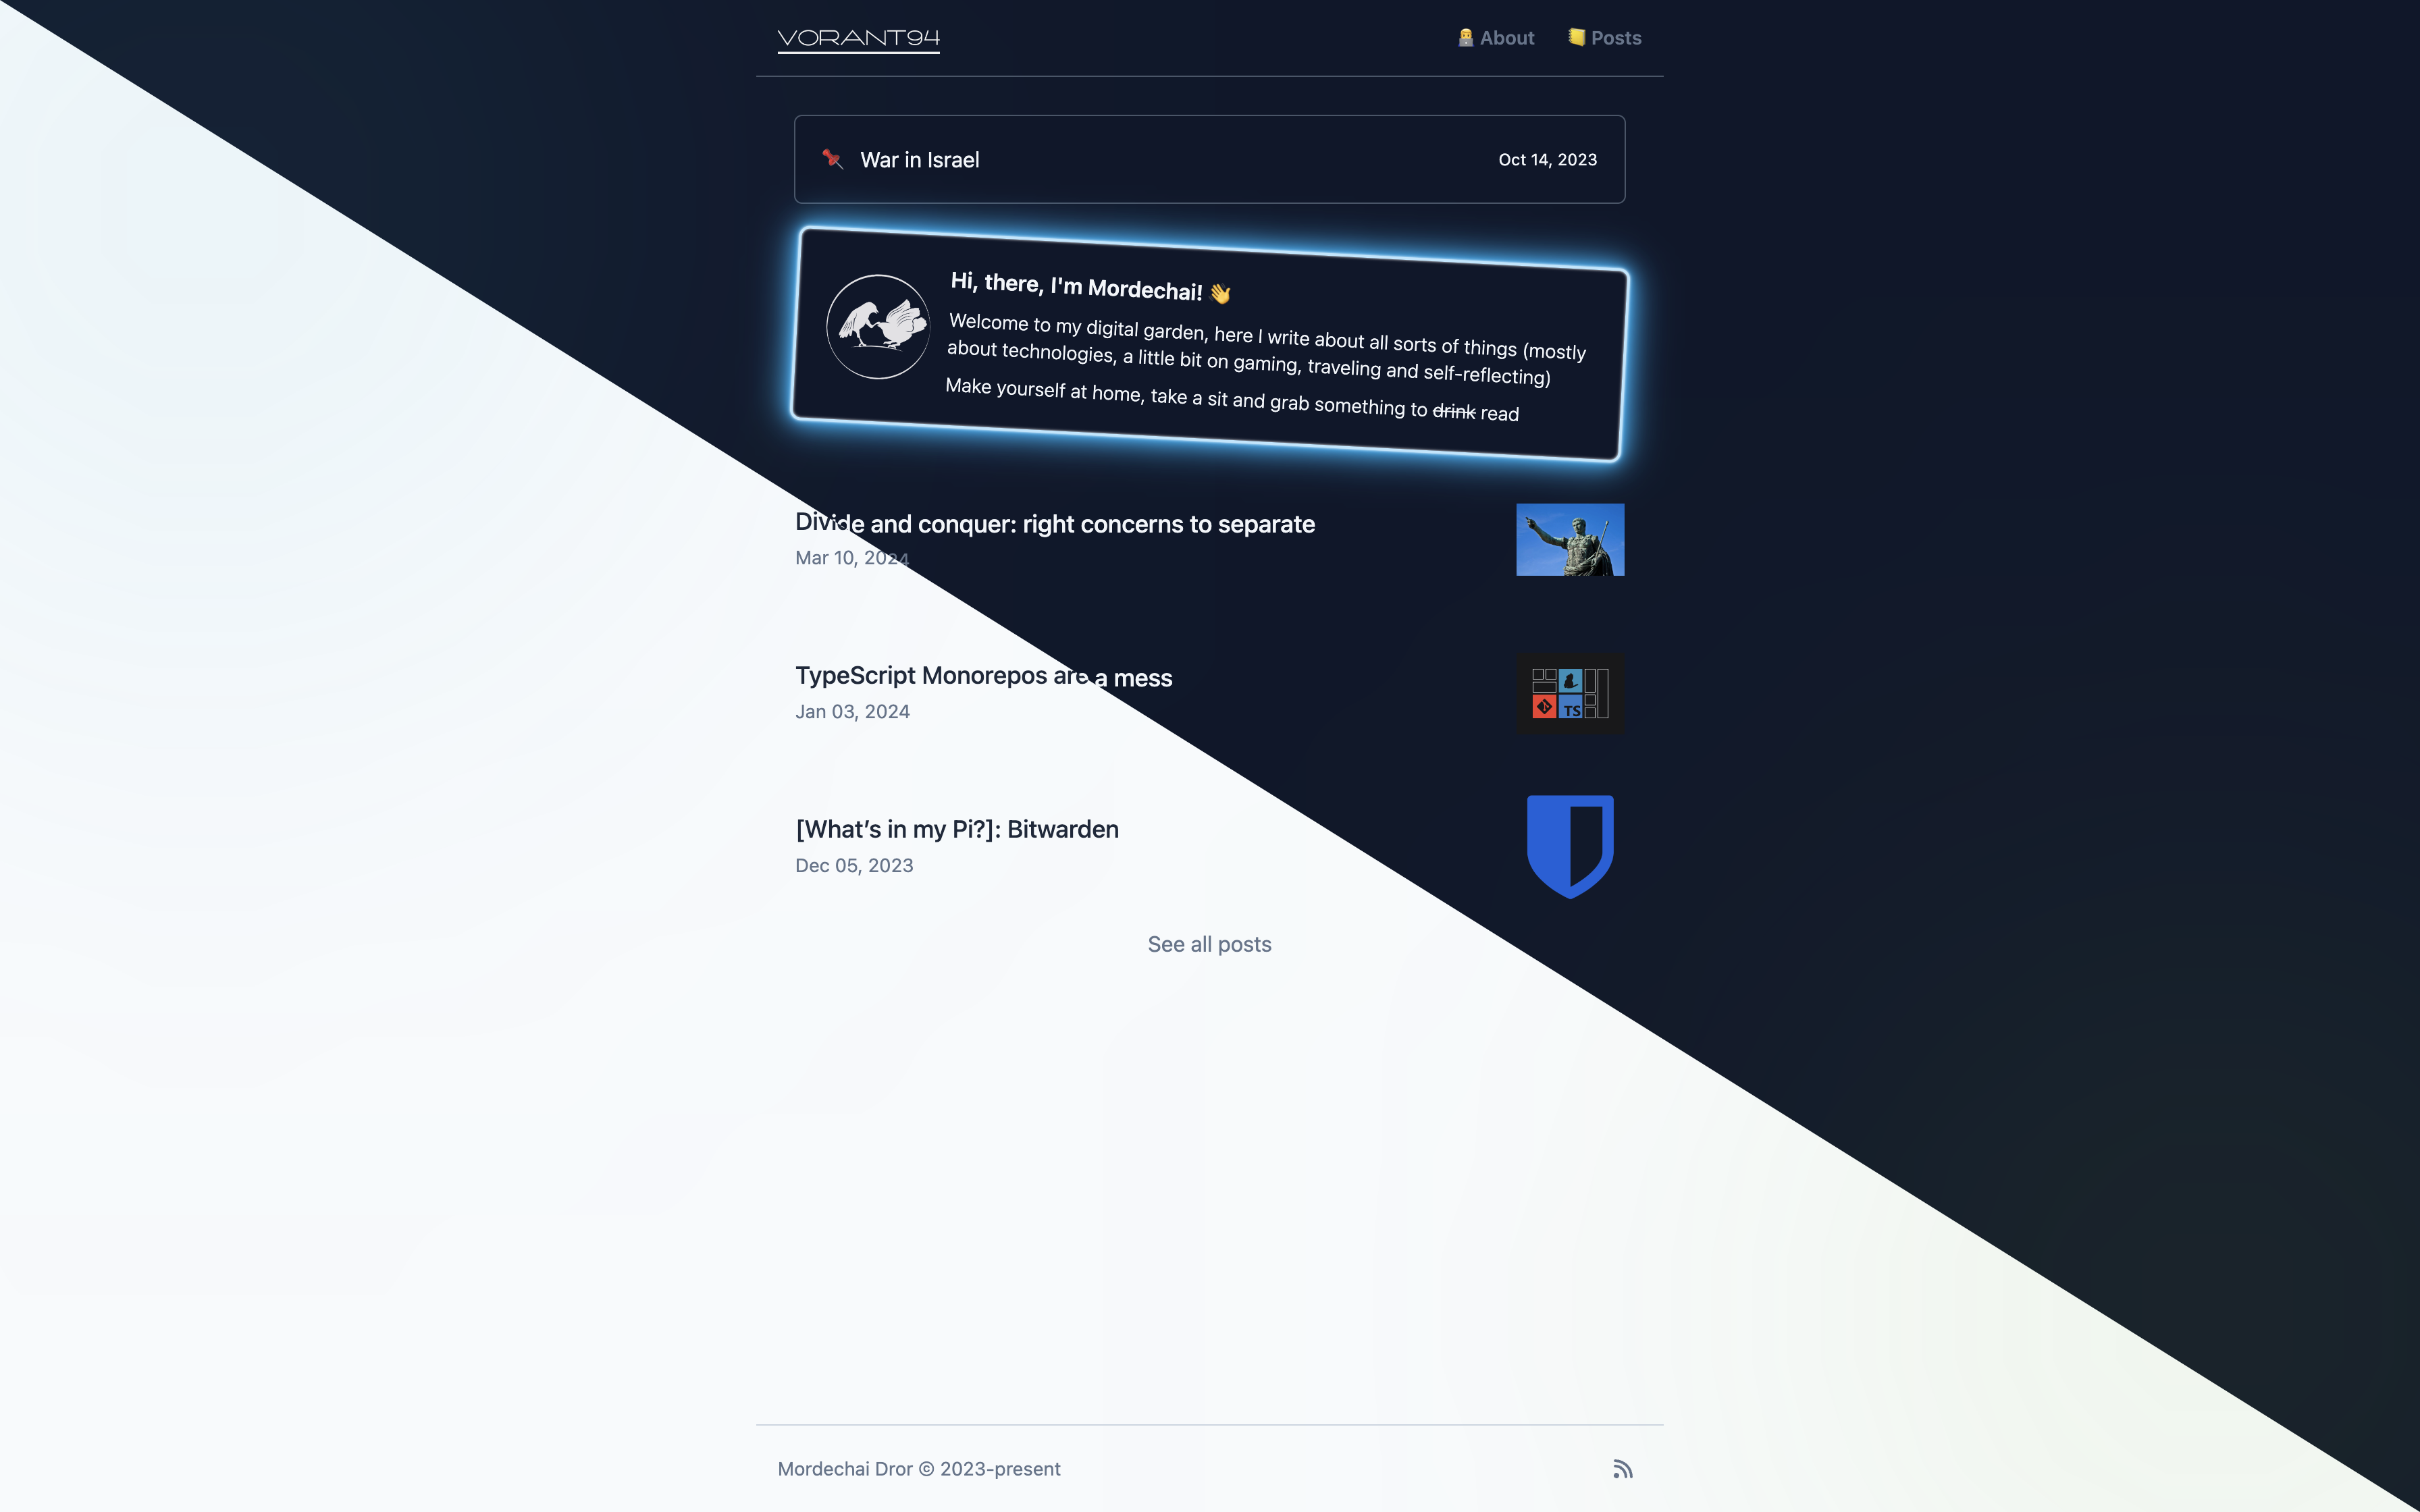 VORANT94
About
Posts
War in Israel
Oct 14, 2023
Hi, there, I'm Mordechai! 👋
Welcome to my digital garden, here I write about all sorts of things (mostly
about technologies, a little bit on gaming, traveling and self-reflecting)
Make yourself at home, take a sit and grab something to drink read
Divide and conquer: right concerns to separate
Mar 10, 2024
TypeScript Monorepos are a mess
Jan 03, 2024
TS
[What’s in my Pi?]: Bitwarden
Dec 05, 2023
See all posts
Mordechai Dror © 2023-present